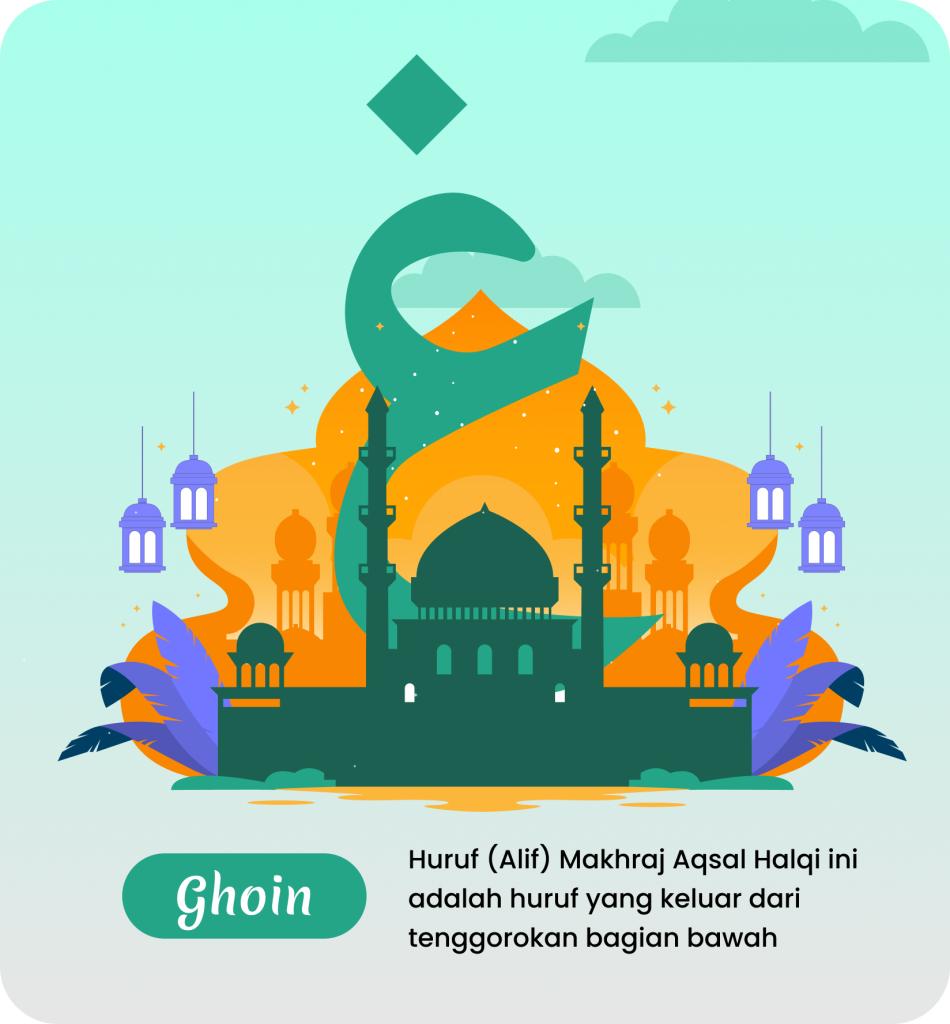 غ
Ghoin
Huruf (Alif) Makhraj Aqsal Halqi ini
adalah huruf yang keluar dari
tenggorokan bagian bawah